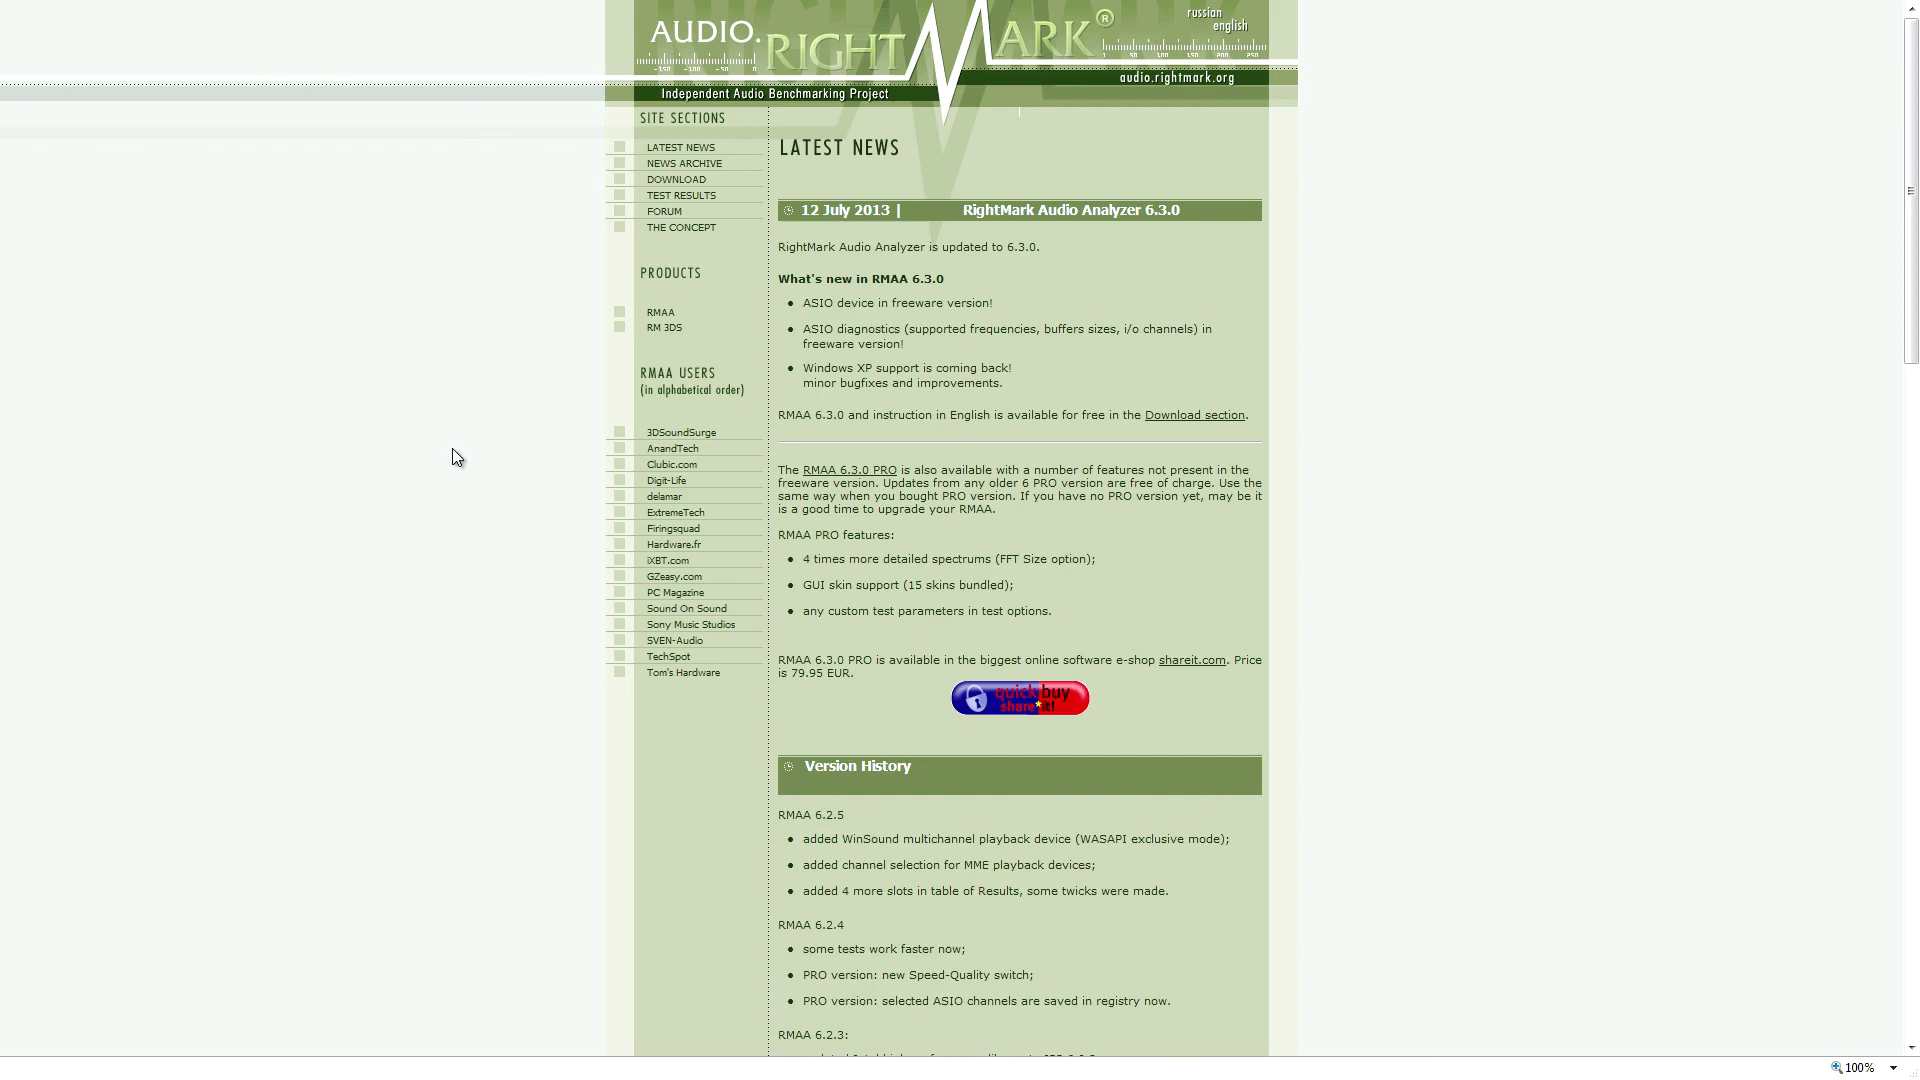 AUDIO. RIGHTMARK ®
russian
english
-150 -100 -50 0
1 50 100 150 200 250
audio.rightmark.org
Independent Audio Benchmarking Project
SITE SECTIONS
LATEST NEWS
NEWS ARCHIVE
DOWNLOAD
TEST RESULTS
FORUM
THE CONCEPT
PRODUCTS
RMAA
RM 3DS
RMAA USERS
(in alphabetical order)
3DSoundSurge
AnandTech
Clubic.com
Digit-Life
delamar
ExtremeTech
Firingsquad
Hardware.fr
iXBT.com
GZeasy.com
PC Magazine
Sound On Sound
Sony Music Studios
SVEN-Audio
TechSpot
Tom's Hardware
LATEST NEWS
12 July 2013 | RightMark Audio Analyzer 6.3.0
RightMark Audio Analyzer is updated to 6.3.0.
What's new in RMAA 6.3.0
• ASIO device in freeware version!
• ASIO diagnostics (supported frequencies, buffers sizes, i/o channels) in
freeware version!
• Windows XP support is coming back!
minor bugfixes and improvements.
RMAA 6.3.0 and instruction in English is available for free in the Download section.
The RMAA 6.3.0 PRO is also available with a number of features not present in the
freeware version. Updates from any older 6 PRO version are free of charge. Use the
same way when you bought PRO version. If you have no PRO version yet, may be it
is a good time to upgrade your RMAA.
RMAA PRO features:
• 4 times more detailed spectrums (FFT Size option);
• GUI skin support (15 skins bundled);
• any custom test parameters in test options.
RMAA 6.3.0 PRO is available in the biggest online software e-shop shareit.com. Price
is 79.95 EUR.
quick buy
share it!
Version History
RMAA 6.2.5
• added WinSound multichannel playback device (WASAPI exclusive mode);
• added channel selection for MME playback devices;
• added 4 more slots in table of Results, some twicks were made.
RMAA 6.2.4
• some tests work faster now;
• PRO version: new Speed-Quality switch;
• PRO version: selected ASIO channels are saved in registry now.
RMAA 6.2.3:
100%